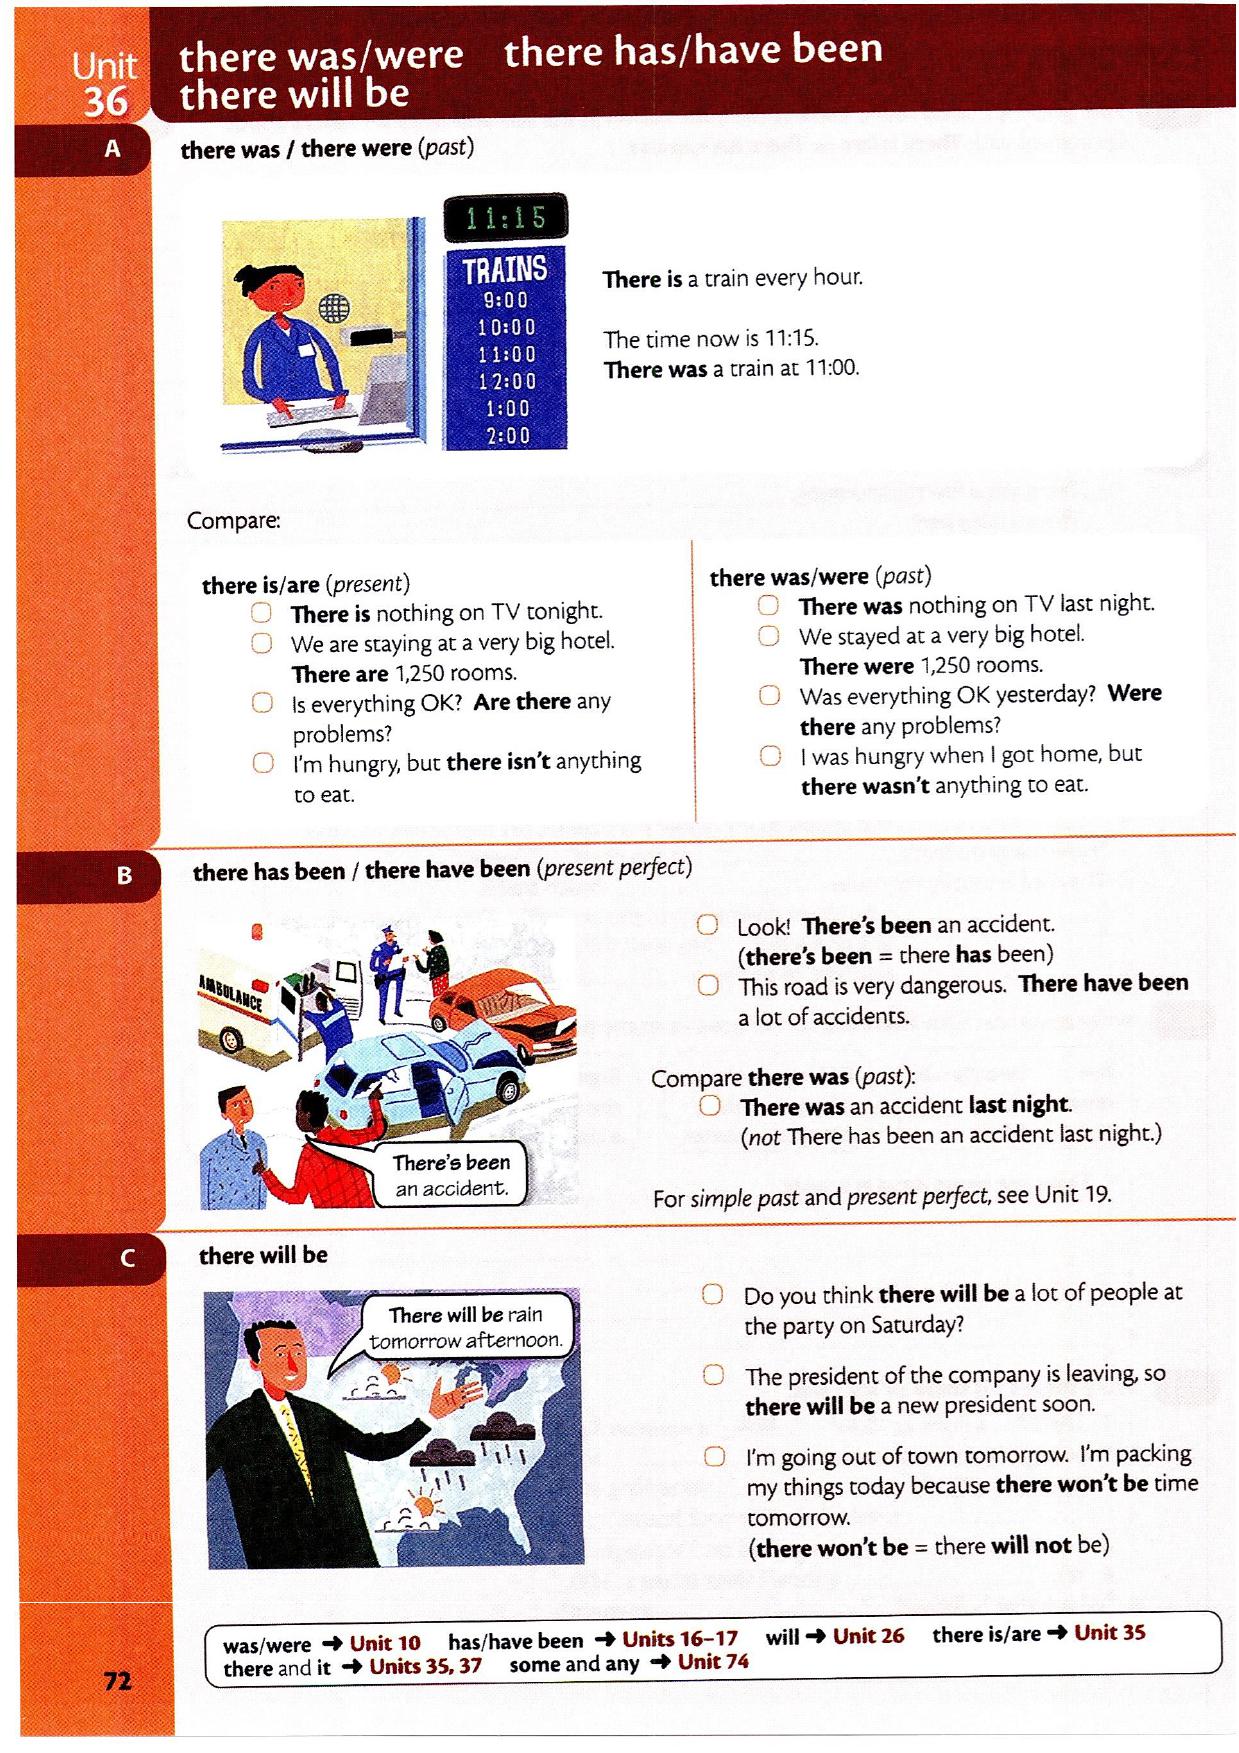 Unit
36
there was/were there has/have been
there will be
A
there was / there were (past)
11:15
TRAINS
9:00
10:00
11:00
12:00
1:00
2:00
There is a train every hour.
The time now is 11:15.
There was a train at 11:00.
Compare:
there is/are (present)
There is nothing on TV tonight.
We are staying at a very big hotel.
There are 1,250 rooms.
Is everything OK? Are there any
problems?
I'm hungry, but there isn't anything
to eat.
there was/were (past)
There was nothing on TV last night.
We stayed at a very big hotel.
There were 1,250 rooms.
Was everything OK yesterday? Were
there any problems?
I was hungry when I got home, but
there wasn't anything to eat.
B
there has been / there have been (present perfect)
AMBULANCE
There's been
an accident.
Look! There's been an accident.
(there's been = there has been)
This road is very dangerous. There have been
a lot of accidents.
Compare there was (past):
There was an accident last night.
(not There has been an accident last night.)
For simple past and present perfect, see Unit 19.
C
there will be
There will be rain
tomorrow afternoon.
Do you think there will be a lot of people at
the party on Saturday?
The president of the company is leaving, so
there will be a new president soon.
I'm going out of town tomorrow. I'm packing
my things today because there won't be time
tomorrow.
(there won't be = there will not be)
was/were → Unit 10 has/have been → Units 16–17 will → Unit 26 there is/are → Unit 35
there and it → Units 35, 37 some and any → Unit 74
72